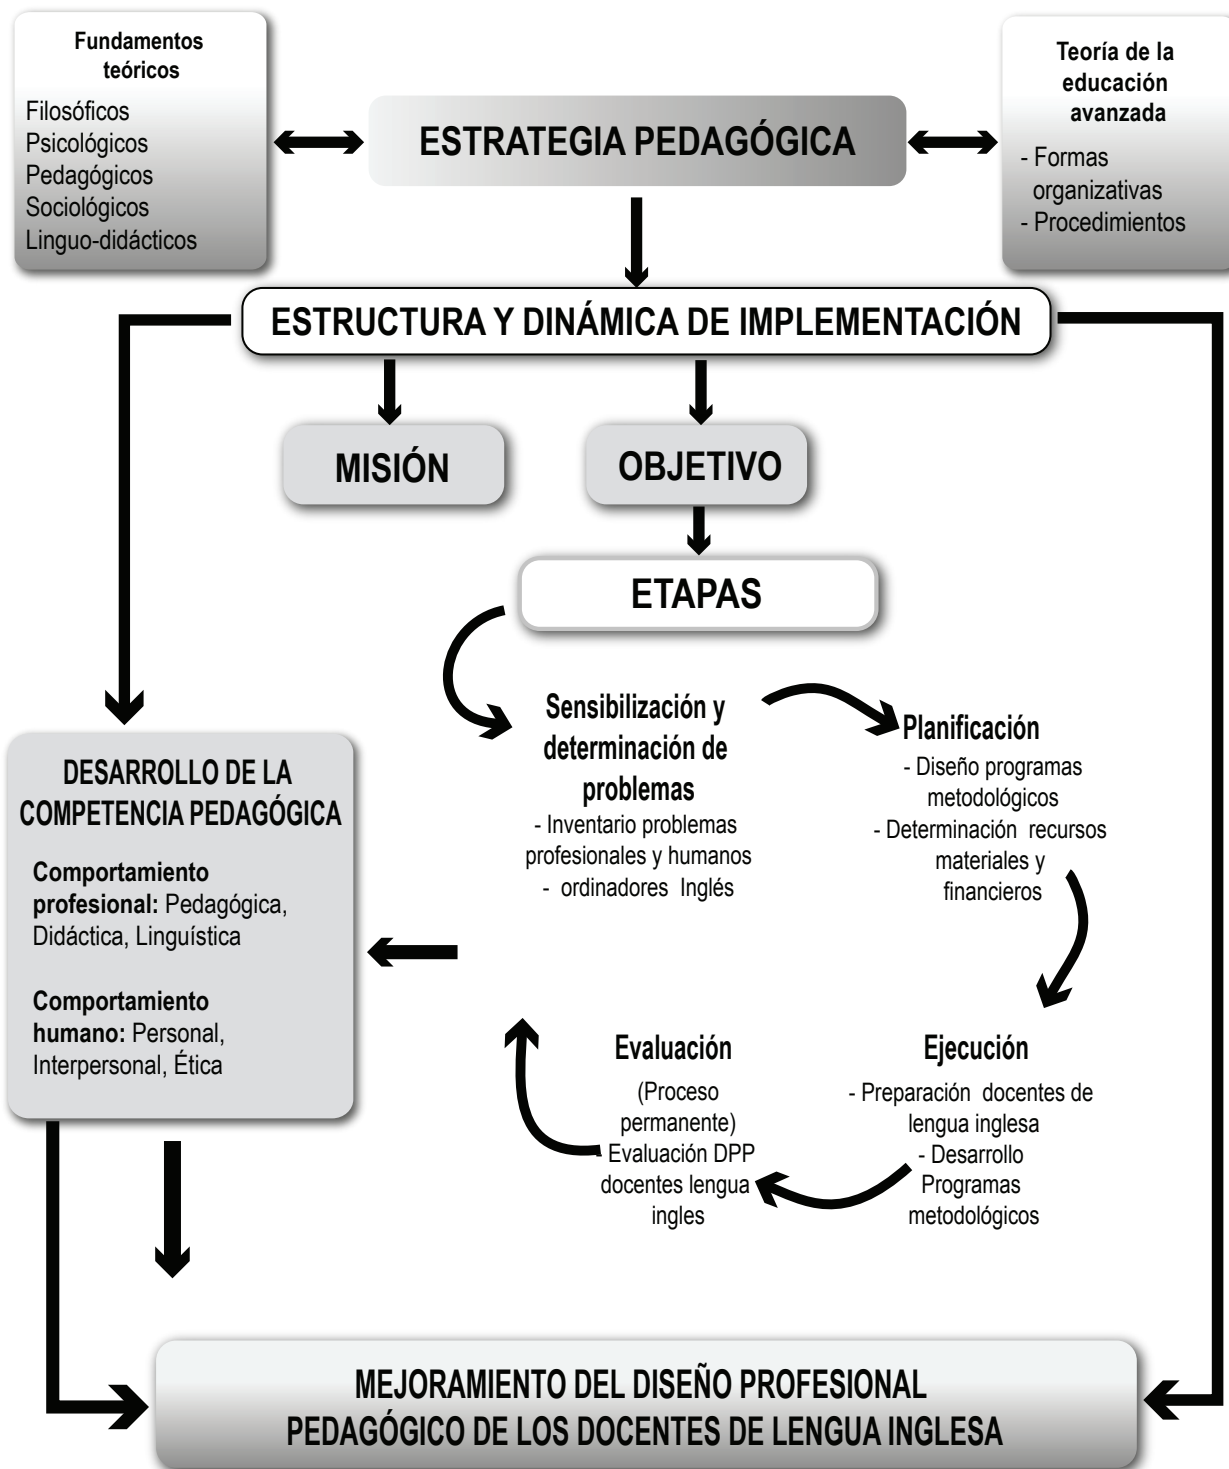 Fundamentos
teóricos
Filosóficos
Psicológicos
Pedagógicos
Sociológicos
Linguo-didácticos
ESTRATEGIA PEDAGÓGICA
Teoría de la
educación
avanzada
- Formas
organizativas
- Procedimientos
ESTRUCTURA Y DINÁMICA DE IMPLEMENTACIÓN
MISIÓN
OBJETIVO
ETAPAS
Sensibilización y
determinación de
problemas
- Inventario problemas
profesionales y humanos
- ordinadores Inglés
Planificación
- Diseño programas
metodológicos
- Determinación recursos
materiales y
financieros
Ejecución
- Preparación docentes de
lengua inglesa
- Desarrollo
Programas
metodológicos
Evaluación
(Proceso
permanente)
- Evaluación DPP
docentes lengua
ingles
DESARROLLO DE LA
COMPETENCIA PEDAGÓGICA
Comportamiento
profesional: Pedagógica,
Didáctica, Linguística
Comportamiento
humano: Personal,
Interpersonal, Ética
MEJORAMIENTO DEL DISEÑO PROFESIONAL
PEDAGÓGICO DE LOS DOCENTES DE LENGUA INGLESA